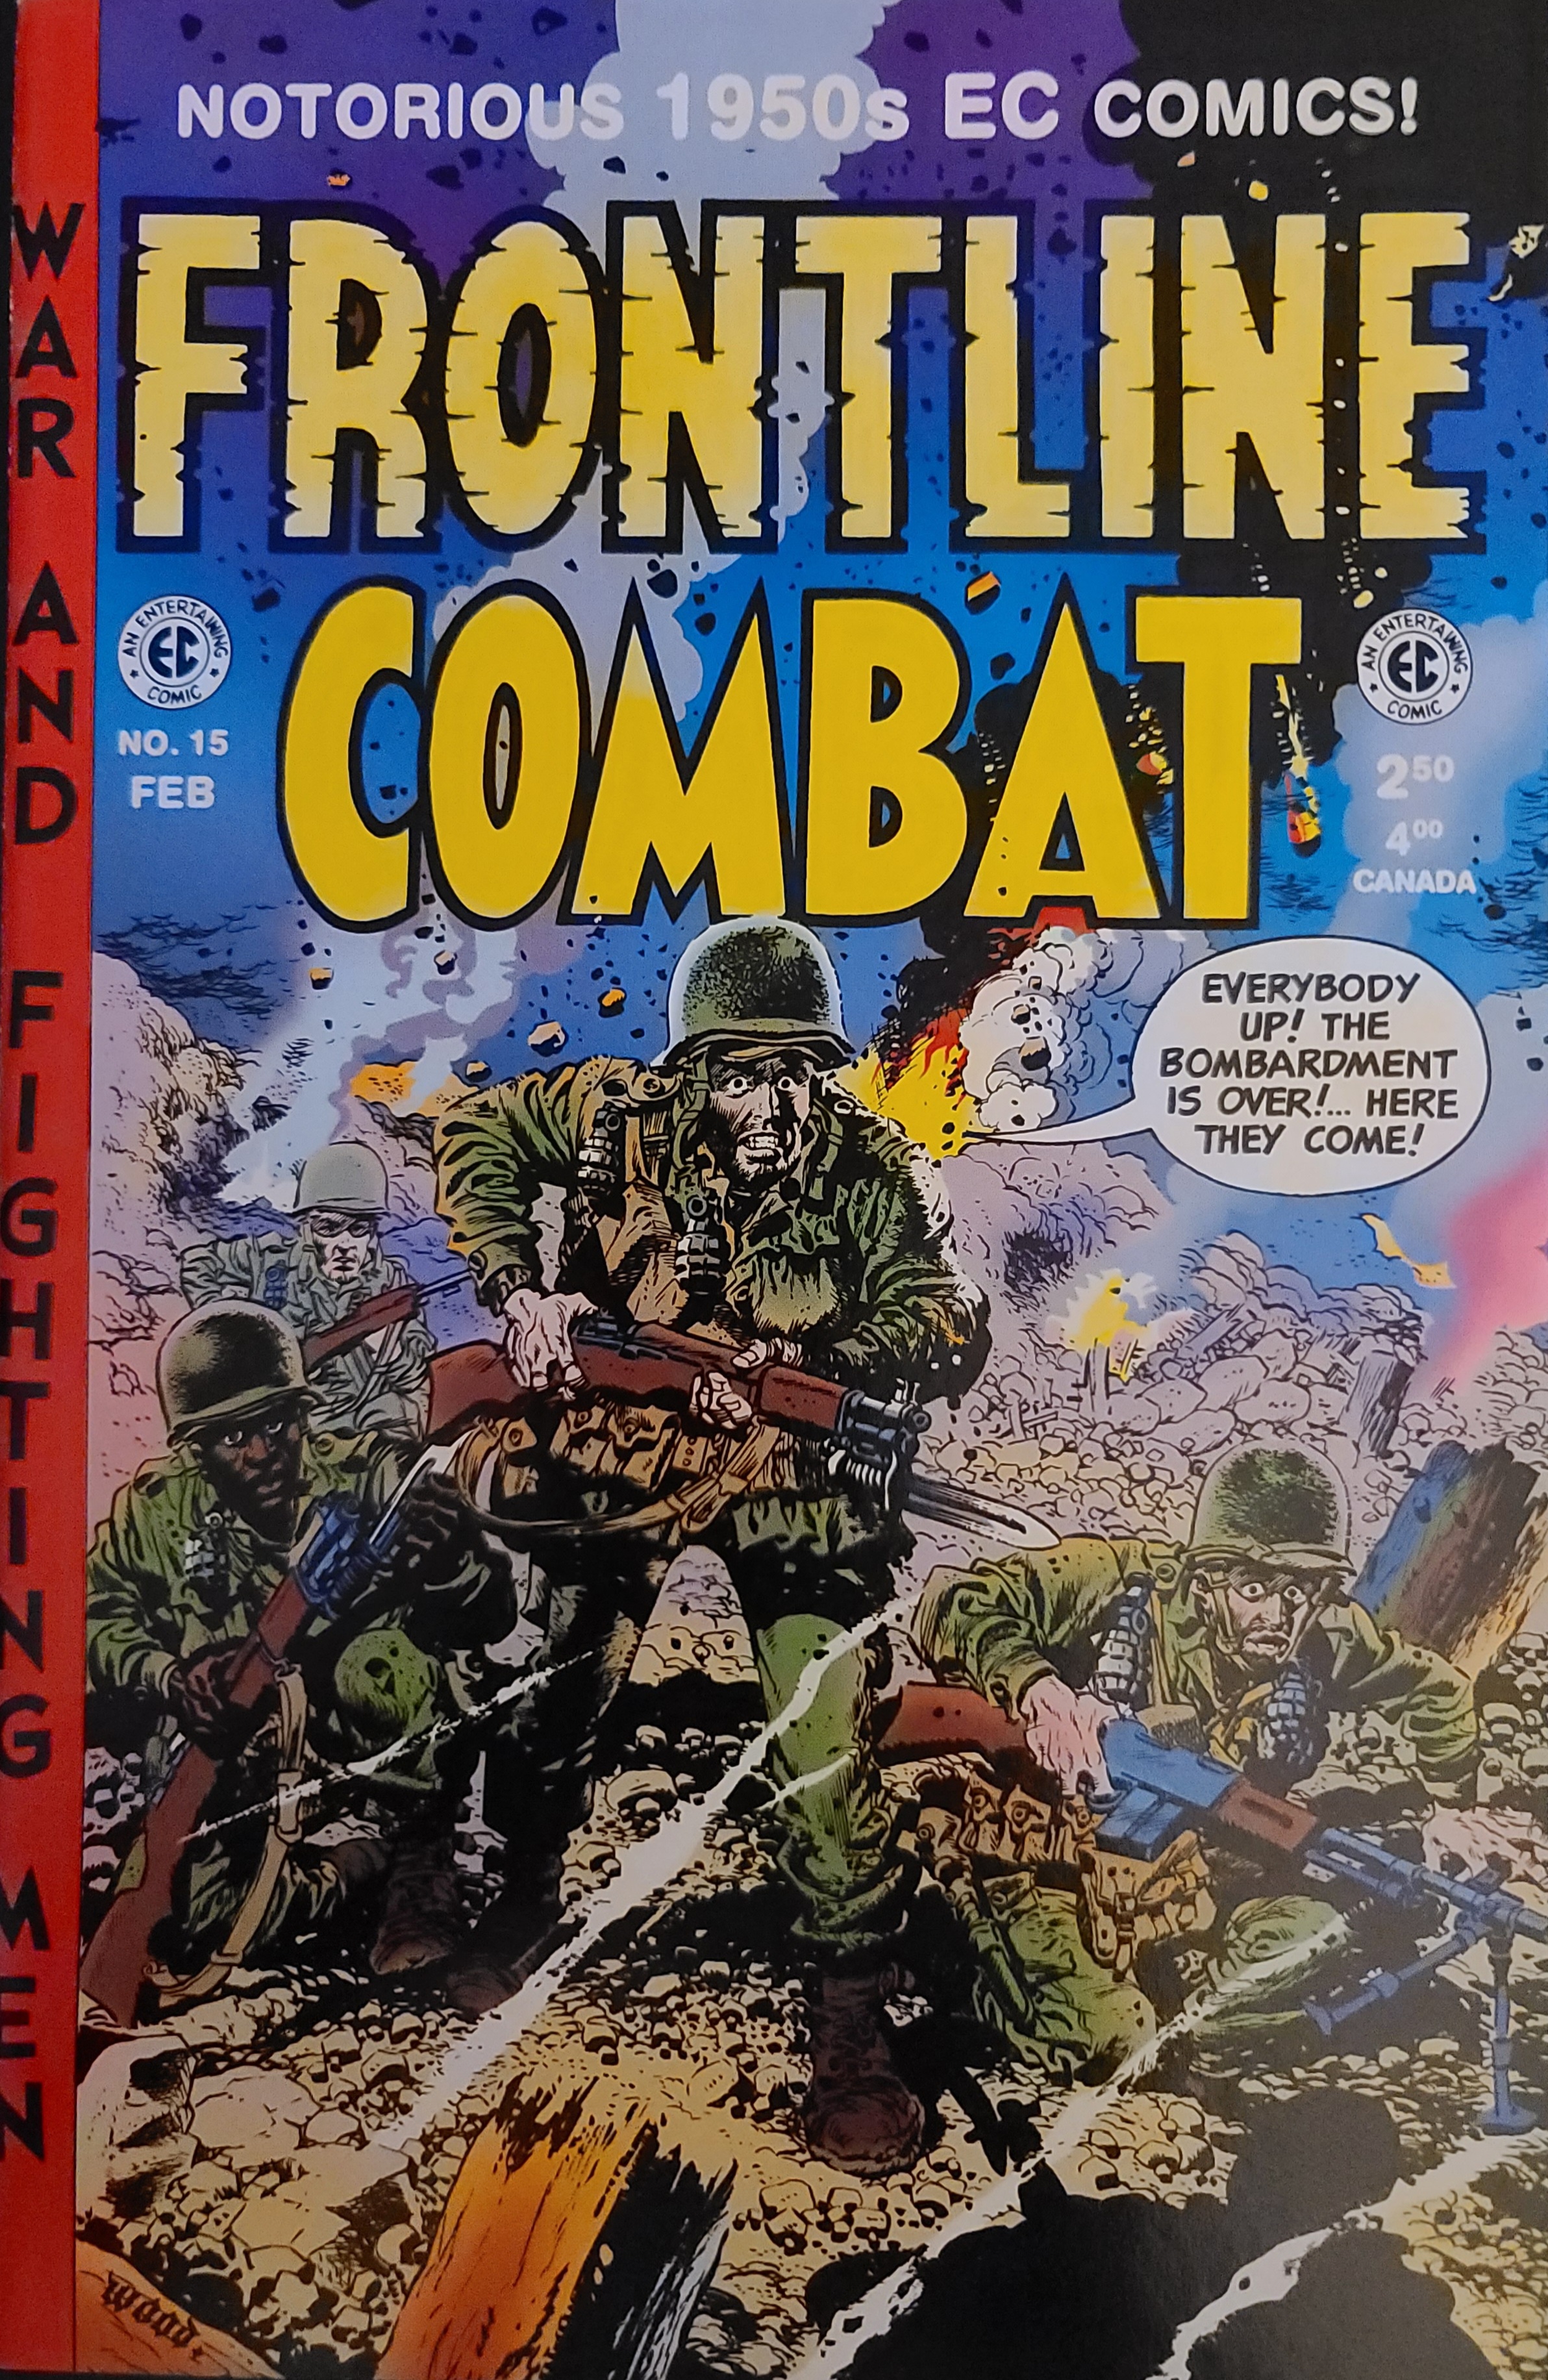 NOTORIOUS 1950s EC COMICS!
FRONTLINE
COMBAT
WAR AND FIGHTING MEN
AN ENTERTAINING
EC
COMIC
NO. 15
FEB
AN ENTERTAINING
EC
COMIC
2.50
4.00
CANADA
EVERYBODY
UP! THE
BOMBARDMENT
IS OVER!... HERE
THEY COME!
WOOD